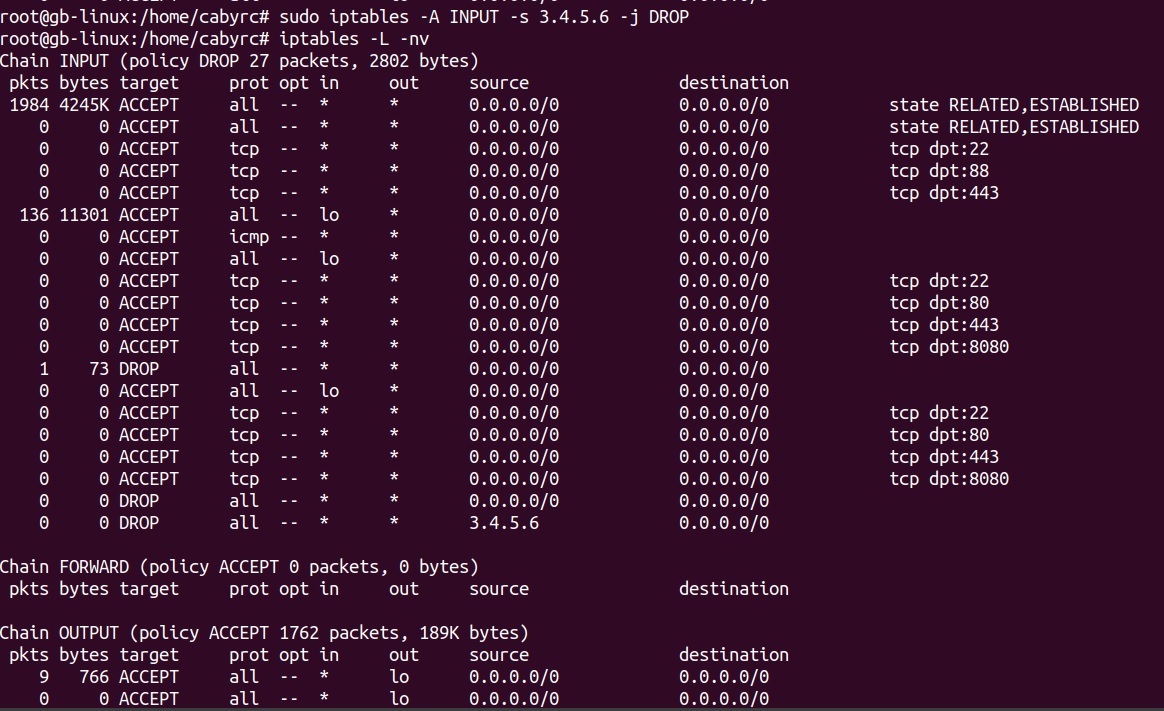 root@gb-linux:/home/cabyrc# sudo iptables -A INPUT -s 3.4.5.6 -j DROP
root@gb-linux:/home/cabyrc# iptables -L -nv
Chain INPUT (policy DROP 27 packets, 2802 bytes)
 pkts bytes target     prot opt in     out     source               destination
 1984 4245K ACCEPT     all  --  *      *       0.0.0.0/0            0.0.0.0/0            state RELATED,ESTABLISHED
    0     0 ACCEPT     all  --  *      *       0.0.0.0/0            0.0.0.0/0            state RELATED,ESTABLISHED
    0     0 ACCEPT     tcp  --  *      *       0.0.0.0/0            0.0.0.0/0            tcp dpt:22
    0     0 ACCEPT     tcp  --  *      *       0.0.0.0/0            0.0.0.0/0            tcp dpt:88
    0     0 ACCEPT     tcp  --  *      *       0.0.0.0/0            0.0.0.0/0            tcp dpt:443
  136 11301 ACCEPT     all  --  lo     *       0.0.0.0/0            0.0.0.0/0
    0     0 ACCEPT     icmp --  *      *       0.0.0.0/0            0.0.0.0/0
    0     0 ACCEPT     all  --  lo     *       0.0.0.0/0            0.0.0.0/0
    0     0 ACCEPT     tcp  --  *      *       0.0.0.0/0            0.0.0.0/0            tcp dpt:22
    0     0 ACCEPT     tcp  --  *      *       0.0.0.0/0            0.0.0.0/0            tcp dpt:80
    0     0 ACCEPT     tcp  --  *      *       0.0.0.0/0            0.0.0.0/0            tcp dpt:443
    0     0 ACCEPT     tcp  --  *      *       0.0.0.0/0            0.0.0.0/0            tcp dpt:8080
    1    73 DROP       all  --  *      *       0.0.0.0/0            0.0.0.0/0
    0     0 ACCEPT     all  --  lo     *       0.0.0.0/0            0.0.0.0/0
    0     0 ACCEPT     tcp  --  *      *       0.0.0.0/0            0.0.0.0/0            tcp dpt:22
    0     0 ACCEPT     tcp  --  *      *       0.0.0.0/0            0.0.0.0/0            tcp dpt:80
    0     0 ACCEPT     tcp  --  *      *       0.0.0.0/0            0.0.0.0/0            tcp dpt:443
    0     0 ACCEPT     tcp  --  *      *       0.0.0.0/0            0.0.0.0/0            tcp dpt:8080
    0     0 DROP       all  --  *      *       0.0.0.0/0            0.0.0.0/0
    0     0 DROP       all  --  *      *       3.4.5.6              0.0.0.0/0
Chain FORWARD (policy ACCEPT 0 packets, 0 bytes)
 pkts bytes target     prot opt in     out     source               destination
Chain OUTPUT (policy ACCEPT 1762 packets, 189K bytes)
 pkts bytes target     prot opt in     out     source               destination
    9   766 ACCEPT     all  --  *      lo      0.0.0.0/0            0.0.0.0/0
    0     0 ACCEPT     all  --  *      lo      0.0.0.0/0            0.0.0.0/0